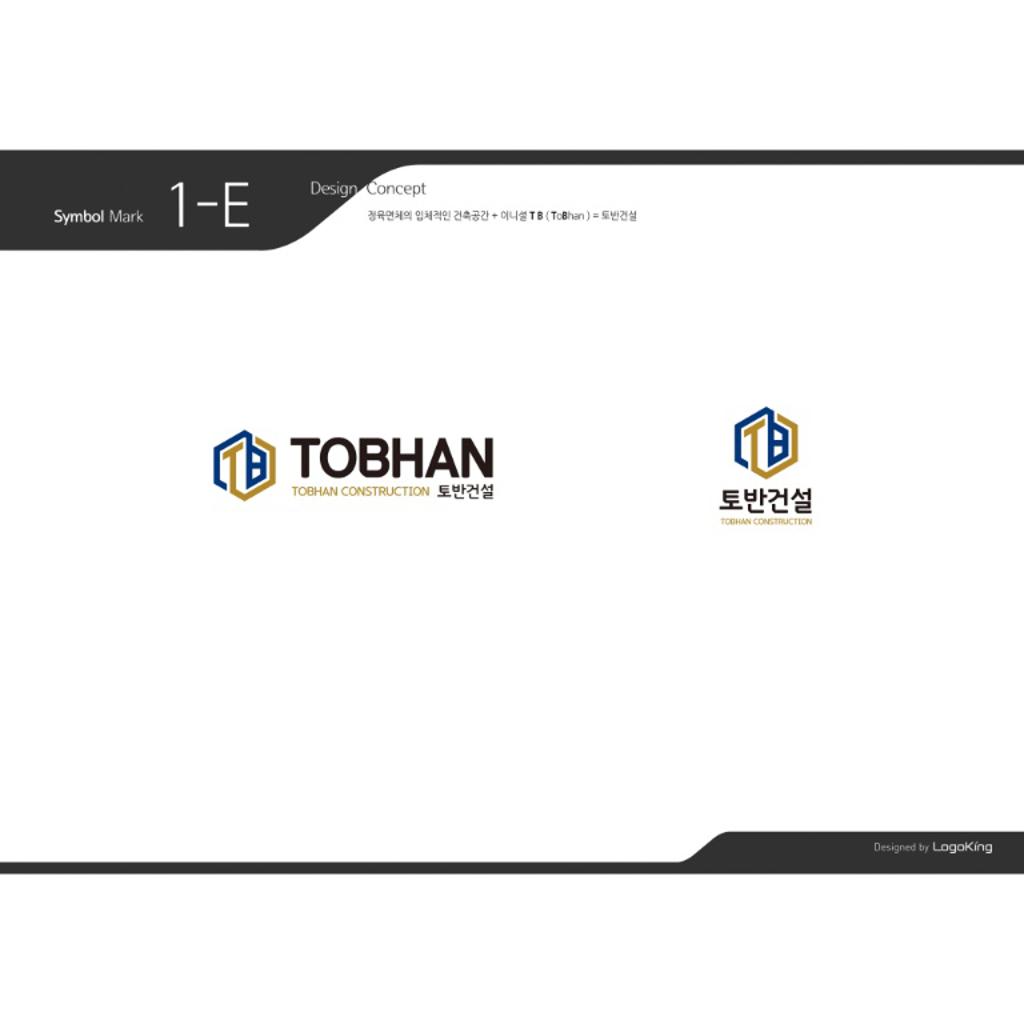 Symbol Mark 1-E
Design Concept
정육면체의 입체적인 건축공간 + 이니셜 T B ( ToBhan ) = 토반건설
TB TOBHAN
TOBHAN CONSTRUCTION 토반건설
TB
토반건설
TOBHAN CONSTRUCTION
Designed by LogoKing